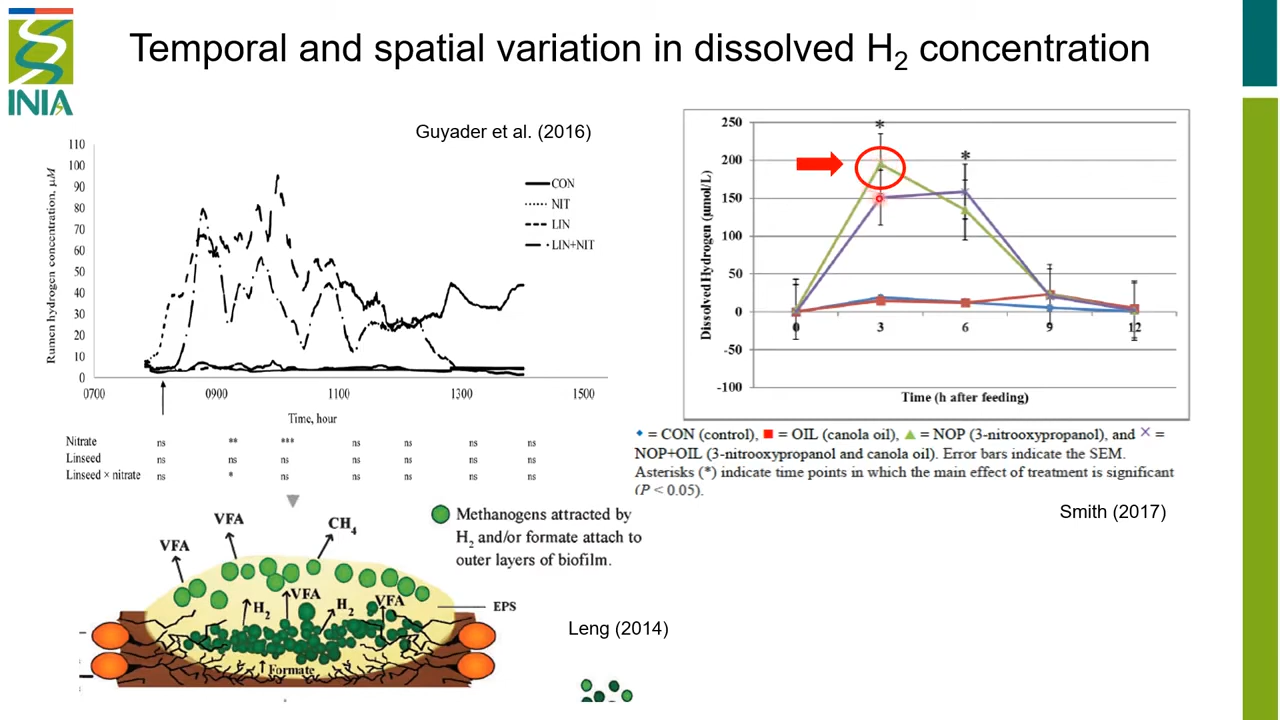 INIA
Temporal and spatial variation in dissolved H₂ concentration
Guyader et al. (2016)
Rumen hydrogen concentration, µM
110
100
90
80
70
60
50
40
30
20
10
0
CON
NIT
LIN
LIN+NIT
0700 0900 1100 1300 1500
Time, hour
Nitrate ns ** *** ns ns ns ns
Linseed ns ns ns ns ns ns ns
Linseed × nitrate ns * ns ns ns ns ns
Dissolved Hydrogen (µmol/L)
250
200
150
100
50
0
-50
-100
* *
0 3 6 9 12
Time (h after feeding)
◆ = CON (control), ■ = OIL (canola oil), ▲ = NOP (3-nitrooxypropanol), and × =
NOP+OIL (3-nitrooxypropanol and canola oil). Error bars indicate the SEM.
Asterisks (*) indicate time points in which the main effect of treatment is significant
(P < 0.05).
Smith (2017)
VFA
VFA
CH₄
Methanogens attracted by
H₂ and/or formate attach to
outer layers of biofilm.
H₂
VFA
H₂
VFA
EPS
Formate
Leng (2014)